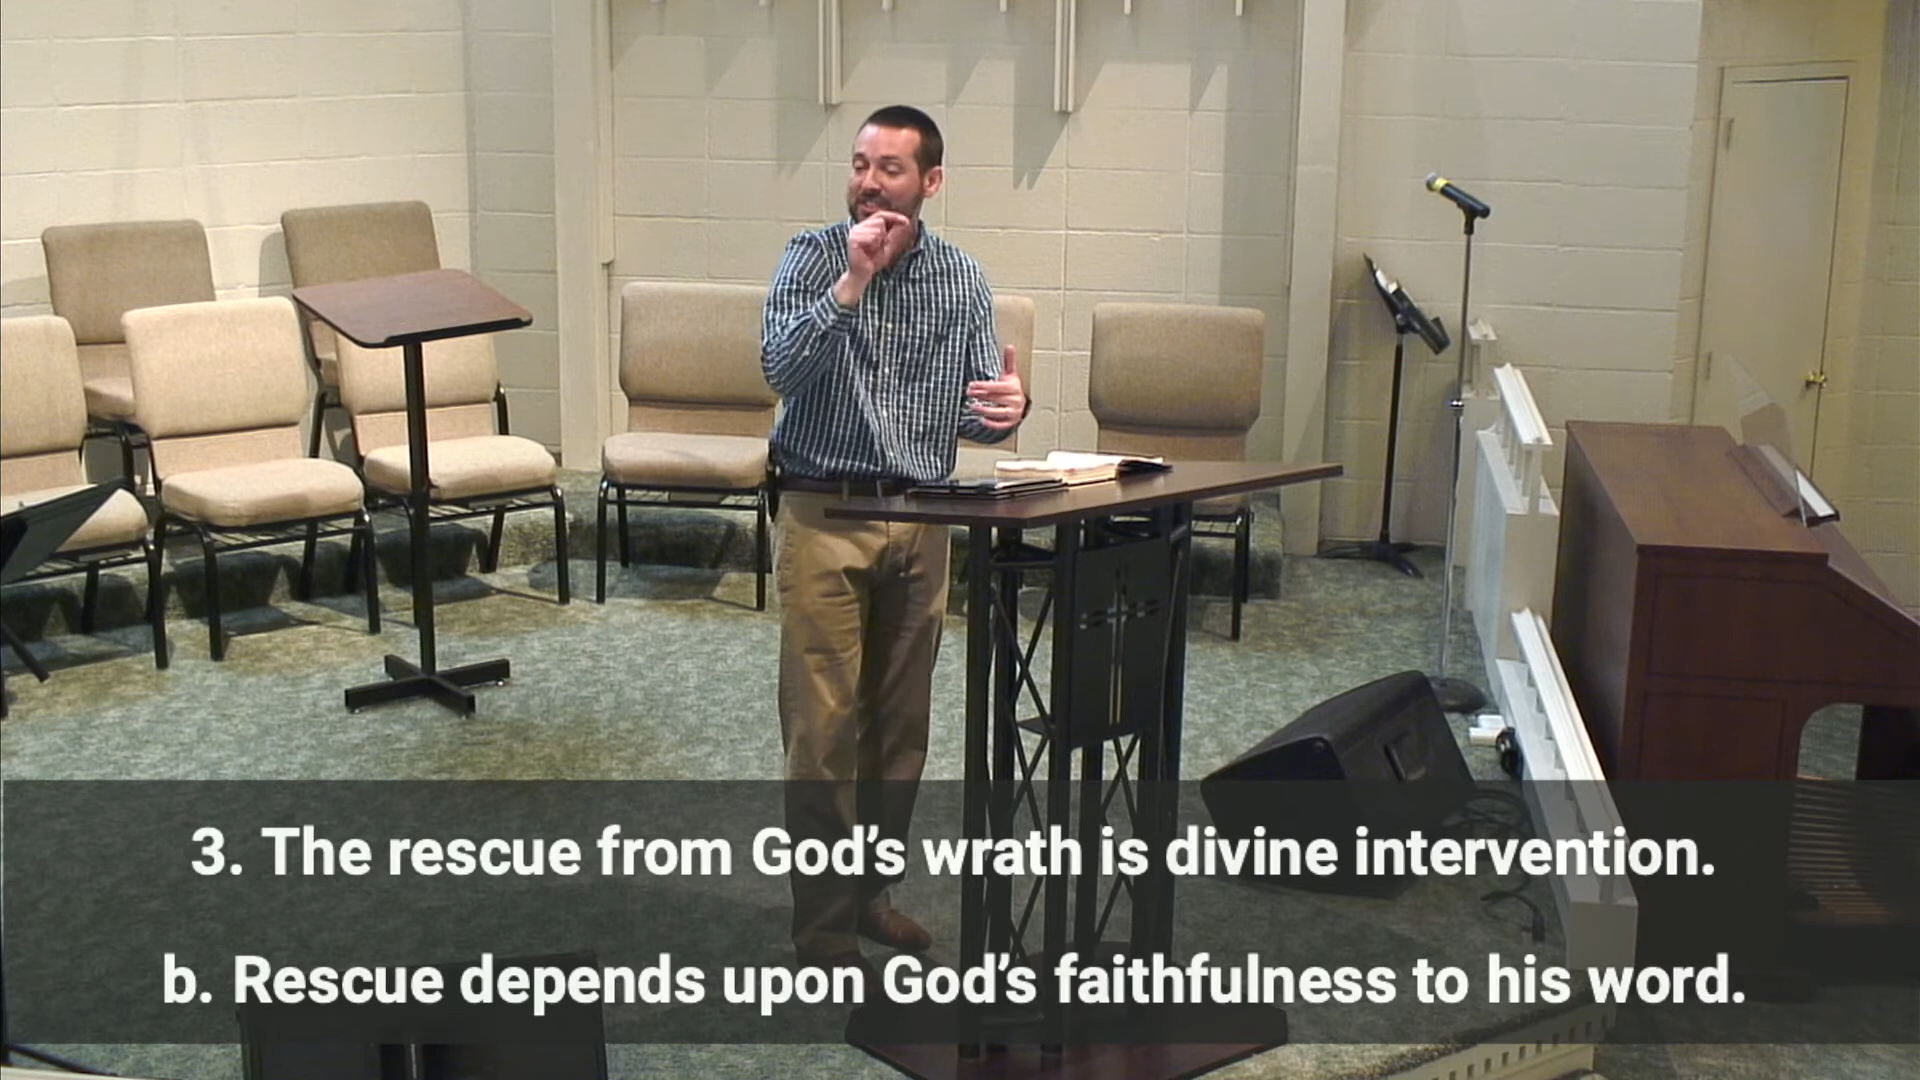 3. The rescue from God’s wrath is divine intervention.
b. Rescue depends upon God’s faithfulness to his word.